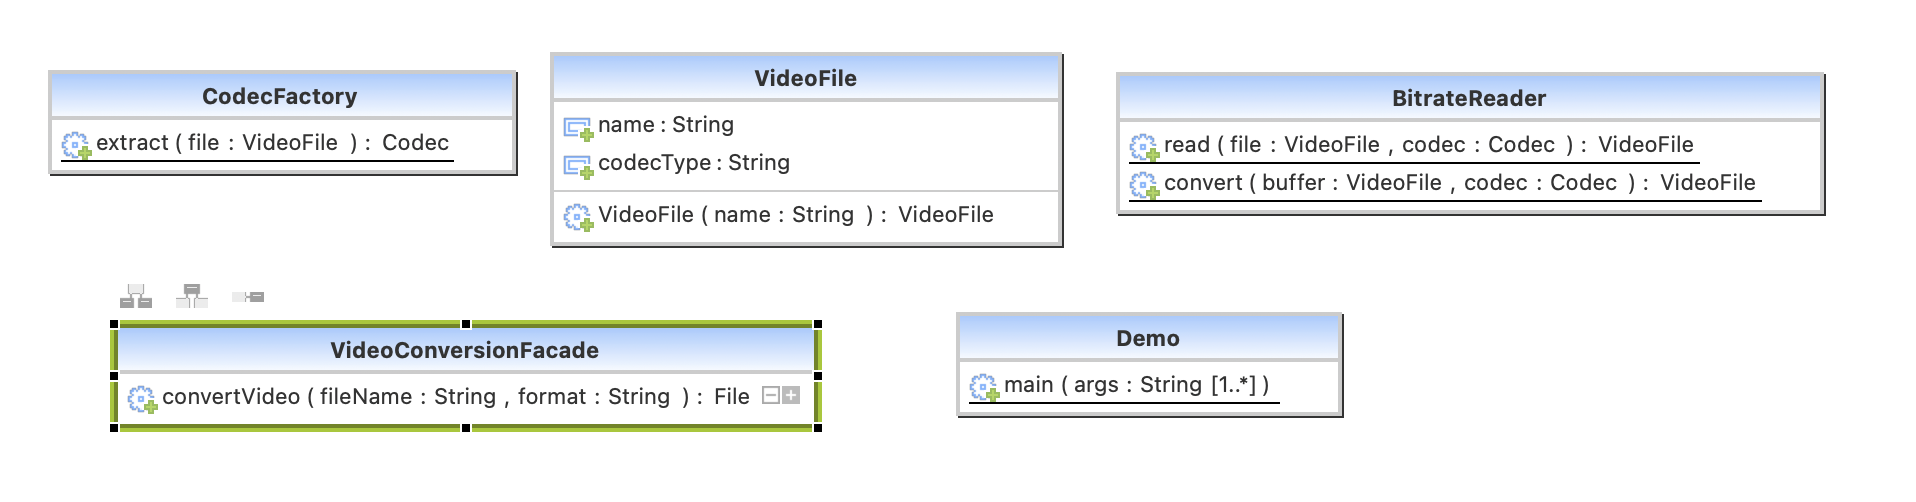 CodecFactory
extract ( file : VideoFile ) : Codec
VideoFile
name : String
codecType : String
VideoFile ( name : String ) : VideoFile
BitrateReader
read ( file : VideoFile , codec : Codec ) : VideoFile
convert ( buffer : VideoFile , codec : Codec ) : VideoFile
VideoConversionFacade
convertVideo ( fileName : String , format : String ) : File
Demo
main ( args : String [1..*] )